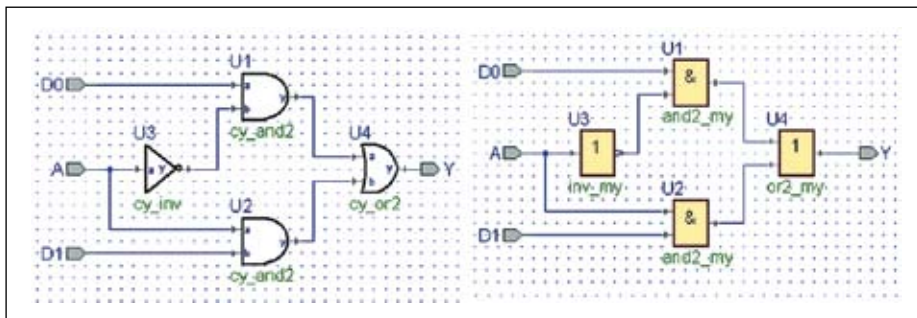 U1
D0
a
y
b
cy_and2
U3
U4
A
a
y
a
y
b
Y
cy_inv
cy_or2
U2
a
y
b
D1
cy_and2
U1
D0
&
and2_my
U3
U4
A
1
1
Y
inv_my
or2_my
U2
&
D1
and2_my